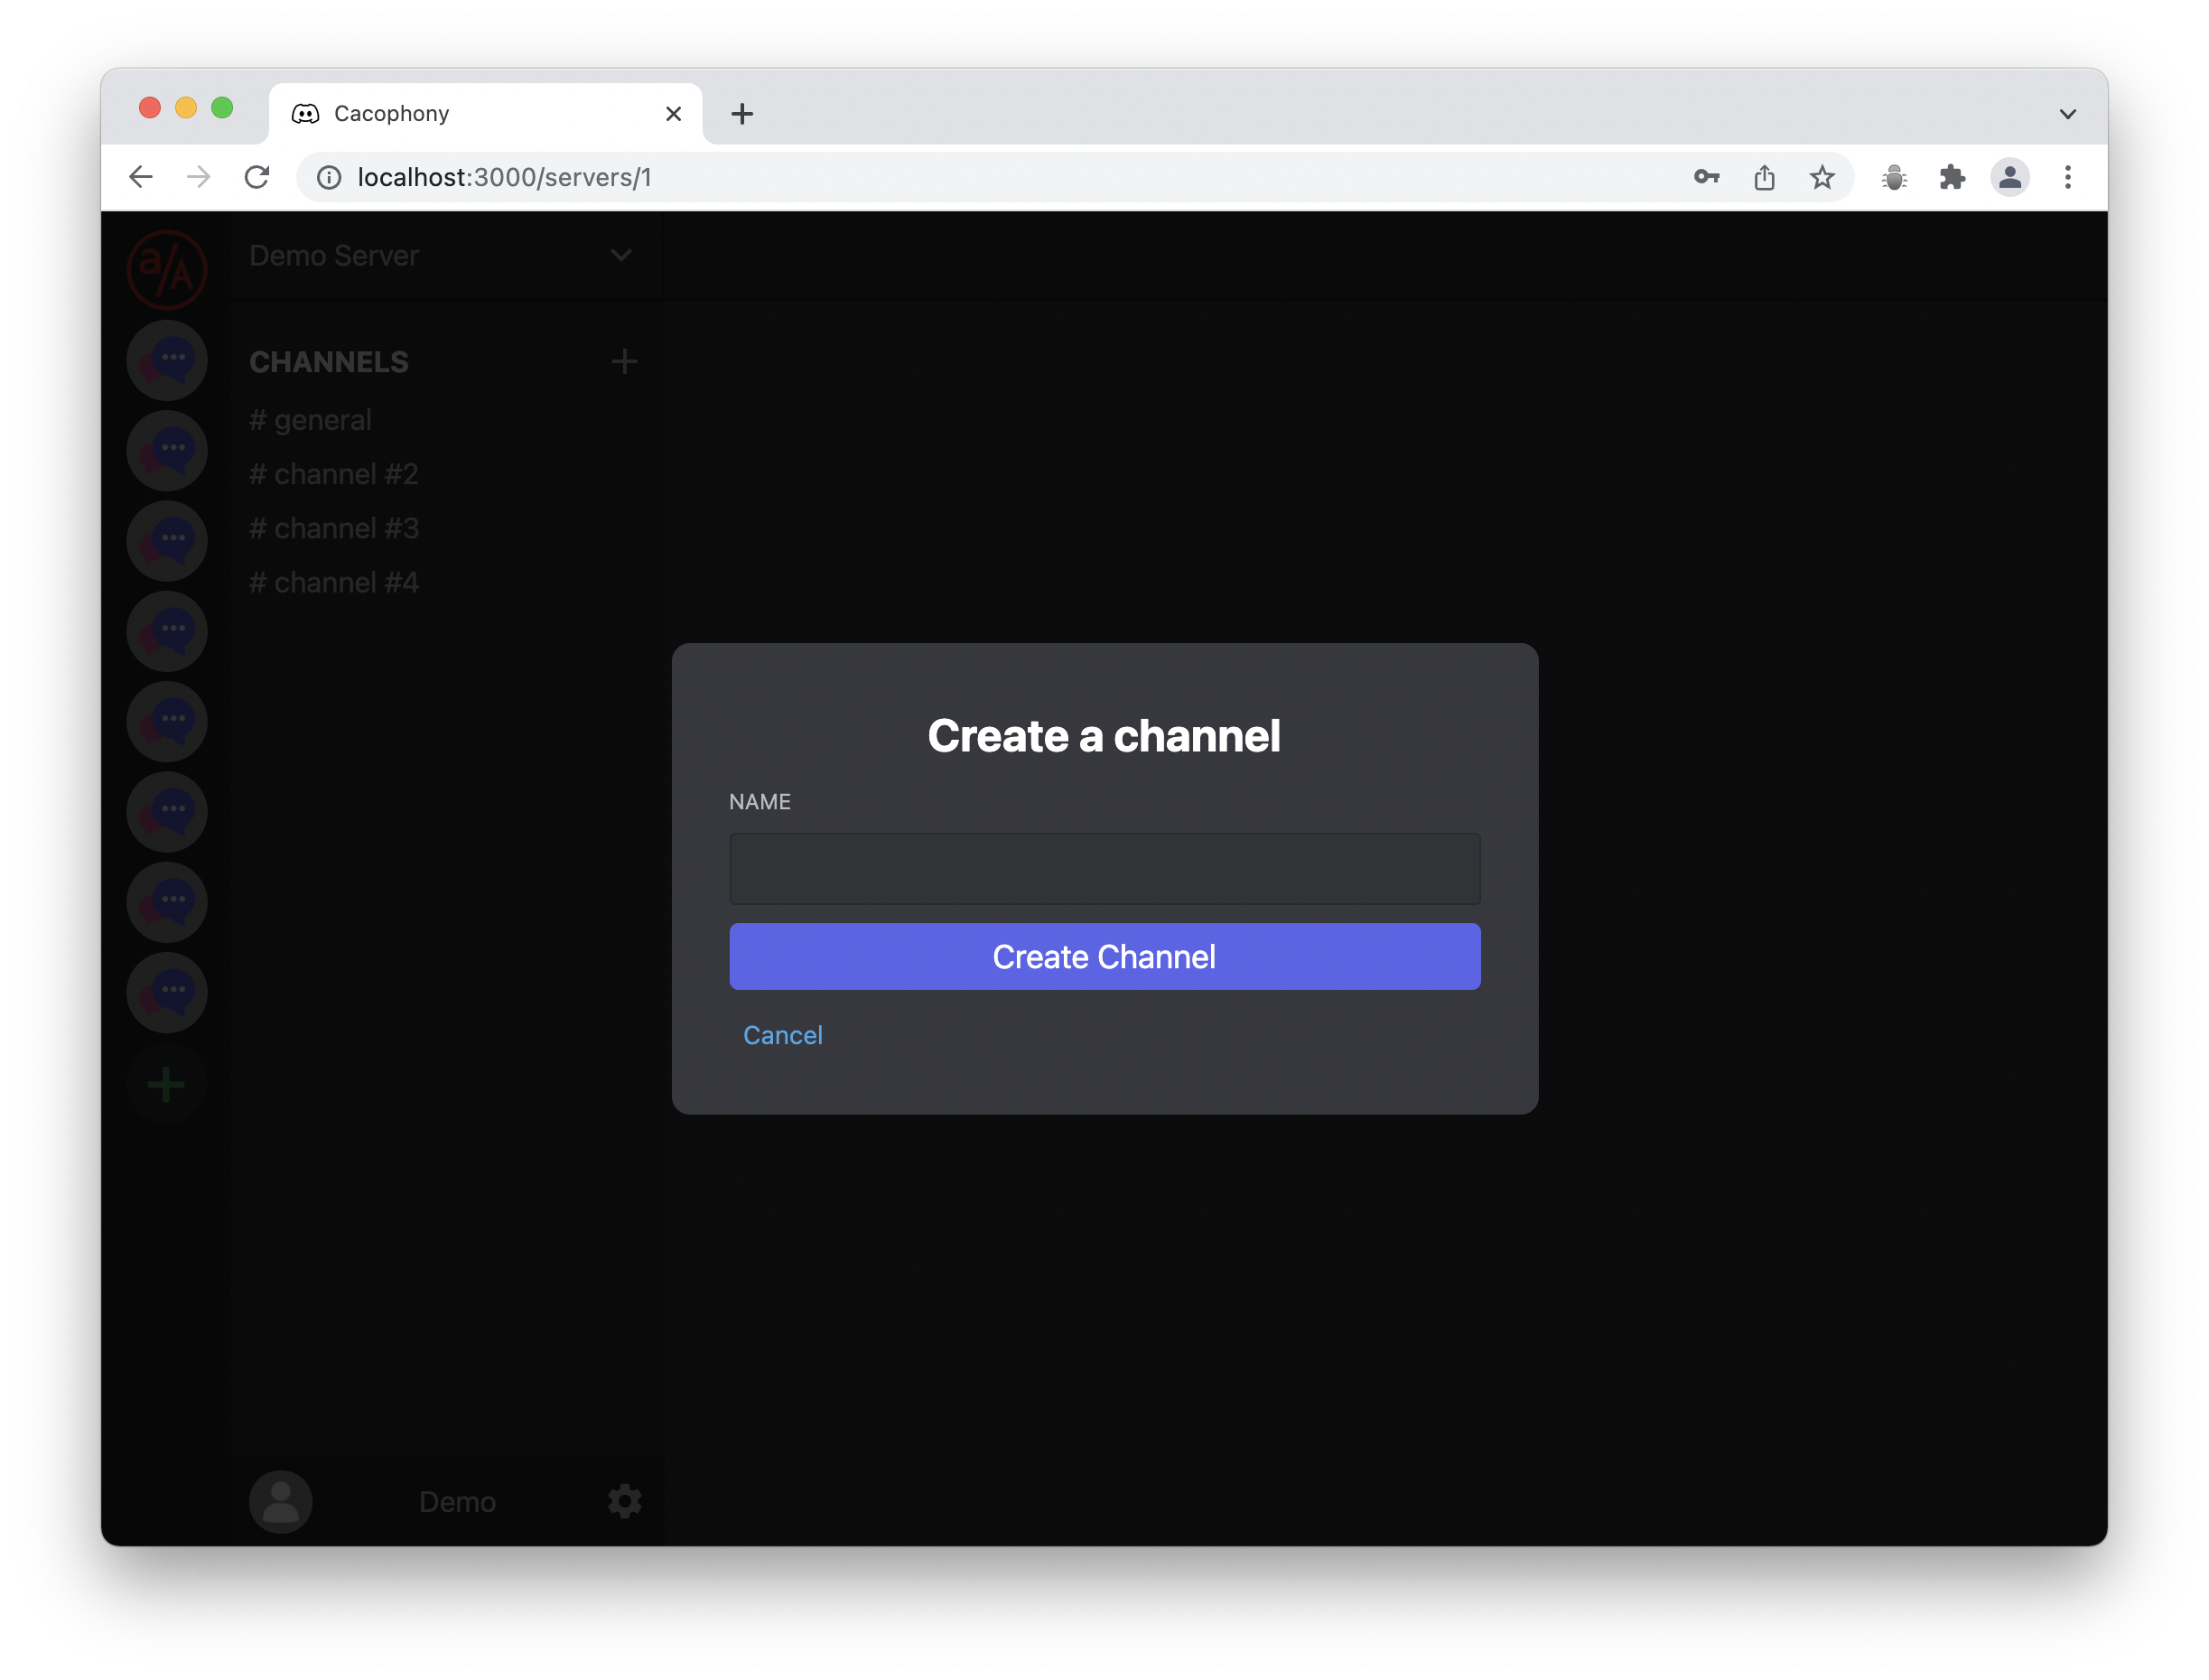 Cacophony
localhost:3000/servers/1
a/A
Demo Server
CHANNELS
# general
# channel #2
# channel #3
# channel #4
Create a channel
NAME
Create Channel
Cancel
Demo